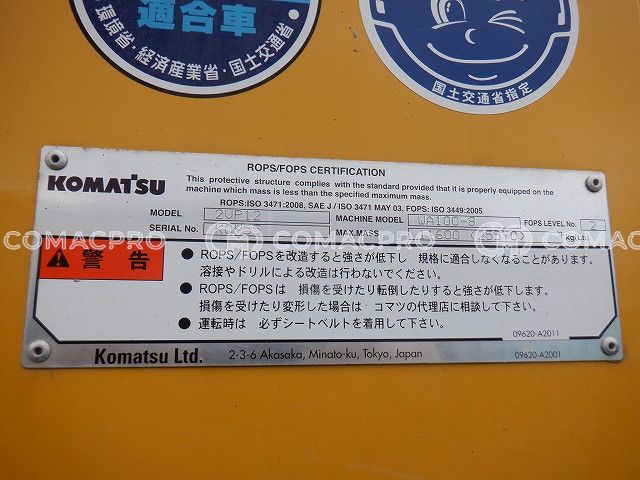 適合車
環境省・経済産業省・国土交通省
国土交通省指定
KOMATSU
ROPS/FOPS CERTIFICATION
This protective structure complies with the standard provided that it is properly equipped on the
machine which mass is less than the specified maximum mass.
ROPS:ISO 3471:2008, SAE J / ISO 3471 MAY 03, FOPS: ISO 3449:2005
MODEL 2UP12 MACHINE MODEL WA100-8 FOPS LEVEL No. 2
SERIAL No. MAX.MASS kg(Lb)
COMACPRO COMACPRO COMACPRO
警告
● ROPS/FOPSを改造すると強さが低下し 規格に適合しなくなることがあります。
溶接やドリルによる改造は行わないでください。
● ROPS/FOPSは 損傷を受けたり転倒したりすると強さが低下します。
損傷を受けたり変形した場合は コマツの代理店に相談して下さい。
● 運転時は 必ずシートベルトを着用して下さい。
09620-A2011
Komatsu Ltd. 2-3-6 Akasaka, Minato-ku, Tokyo, Japan 09620-A2001